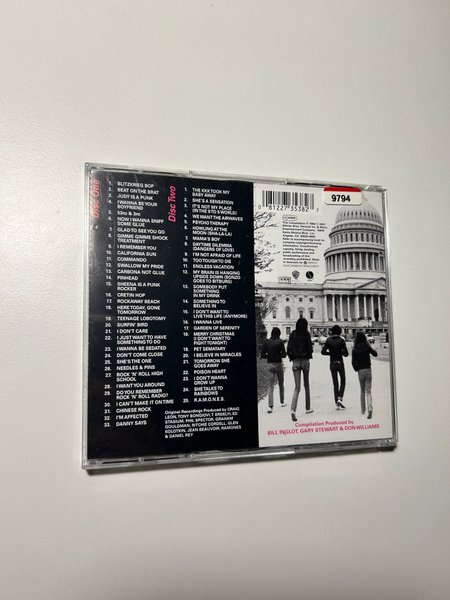 Disc One
1. BLITZKRIEG BOP
2. BEAT ON THE BRAT
3. JUDY IS A PUNK
4. I WANNA BE YOUR
BOYFRIEND
5. 53rd & 3rd
6. NOW I WANNA SNIFF
SOME GLUE
7. GLAD TO SEE YOU GO
8. GIMME GIMME SHOCK
TREATMENT
9. I REMEMBER YOU
10. CALIFORNIA SUN
11. COMMANDO
12. SWALLOW MY PRIDE
13. CARBONA NOT GLUE
14. PINHEAD
15. SHEENA IS A PUNK
ROCKER
16. CRETIN HOP
17. ROCKAWAY BEACH
18. HERE TODAY, GONE
TOMORROW
19. TEENAGE LOBOTOMY
20. SURFIN' BIRD
21. I DON'T CARE
22. I JUST WANT TO HAVE
SOMETHING TO DO
23. I WANNA BE SEDATED
24. DON'T COME CLOSE
25. SHE'S THE ONE
26. NEEDLES & PINS
27. ROCK 'N' ROLL HIGH
SCHOOL
28. I WANT YOU AROUND
29. DO YOU REMEMBER
ROCK 'N' ROLL RADIO?
30. I CAN'T MAKE IT ON TIME
31. CHINESE ROCK
32. I'M AFFECTED
33. DANNY SAYS
Disc Two
1. THE KKK TOOK MY
BABY AWAY
2. SHE'S A SENSATION
3. IT'S NOT MY PLACE
(IN THE 9 TO 5 WORLD)
4. WE WANT THE AIRWAVES
5. PSYCHO THERAPY
6. HOWLING AT THE
MOON (SHA-LA-LA)
7. MAMA'S BOY
8. DAYTIME DILEMMA
(DANGERS OF LOVE)
9. I'M NOT AFRAID OF LIFE
10. TOO TOUGH TO DIE
11. ENDLESS VACATION
12. MY BRAIN IS HANGING
UPSIDE DOWN (BONZO
GOES TO BITBURG)
13. SOMEBODY PUT
SOMETHING
IN MY DRINK
14. SOMETHING TO
BELIEVE IN
15. I DON'T WANT TO
LIVE THIS LIFE (ANYMORE)
16. I WANNA LIVE
17. GARDEN OF SERENITY
18. MERRY CHRISTMAS
(I DON'T WANT TO
FIGHT TONIGHT)
19. PET SEMATARY
20. I BELIEVE IN MIRACLES
21. TOMORROW SHE
GOES AWAY
22. POISON HEART
23. I DON'T WANNA
GROW UP
24. SHE TALKS TO
RAINBOWS
25. R.A.M.O.N.E.S.
Original Recordings Produced by CRAIG
LEON, TONY BONGIOVI, T. ERDELYI, ED
STASIUM, PHIL SPECTOR, GRAHAM
GOULDMAN, RITCHIE CORDELL, GLEN
KOLOTKIN, JEAN BEAUVOIR, RAMONES
& DANIEL REY
9794
Compilation Produced by
BILL INGLOT, GARY STEWART & DON WILLIAMS